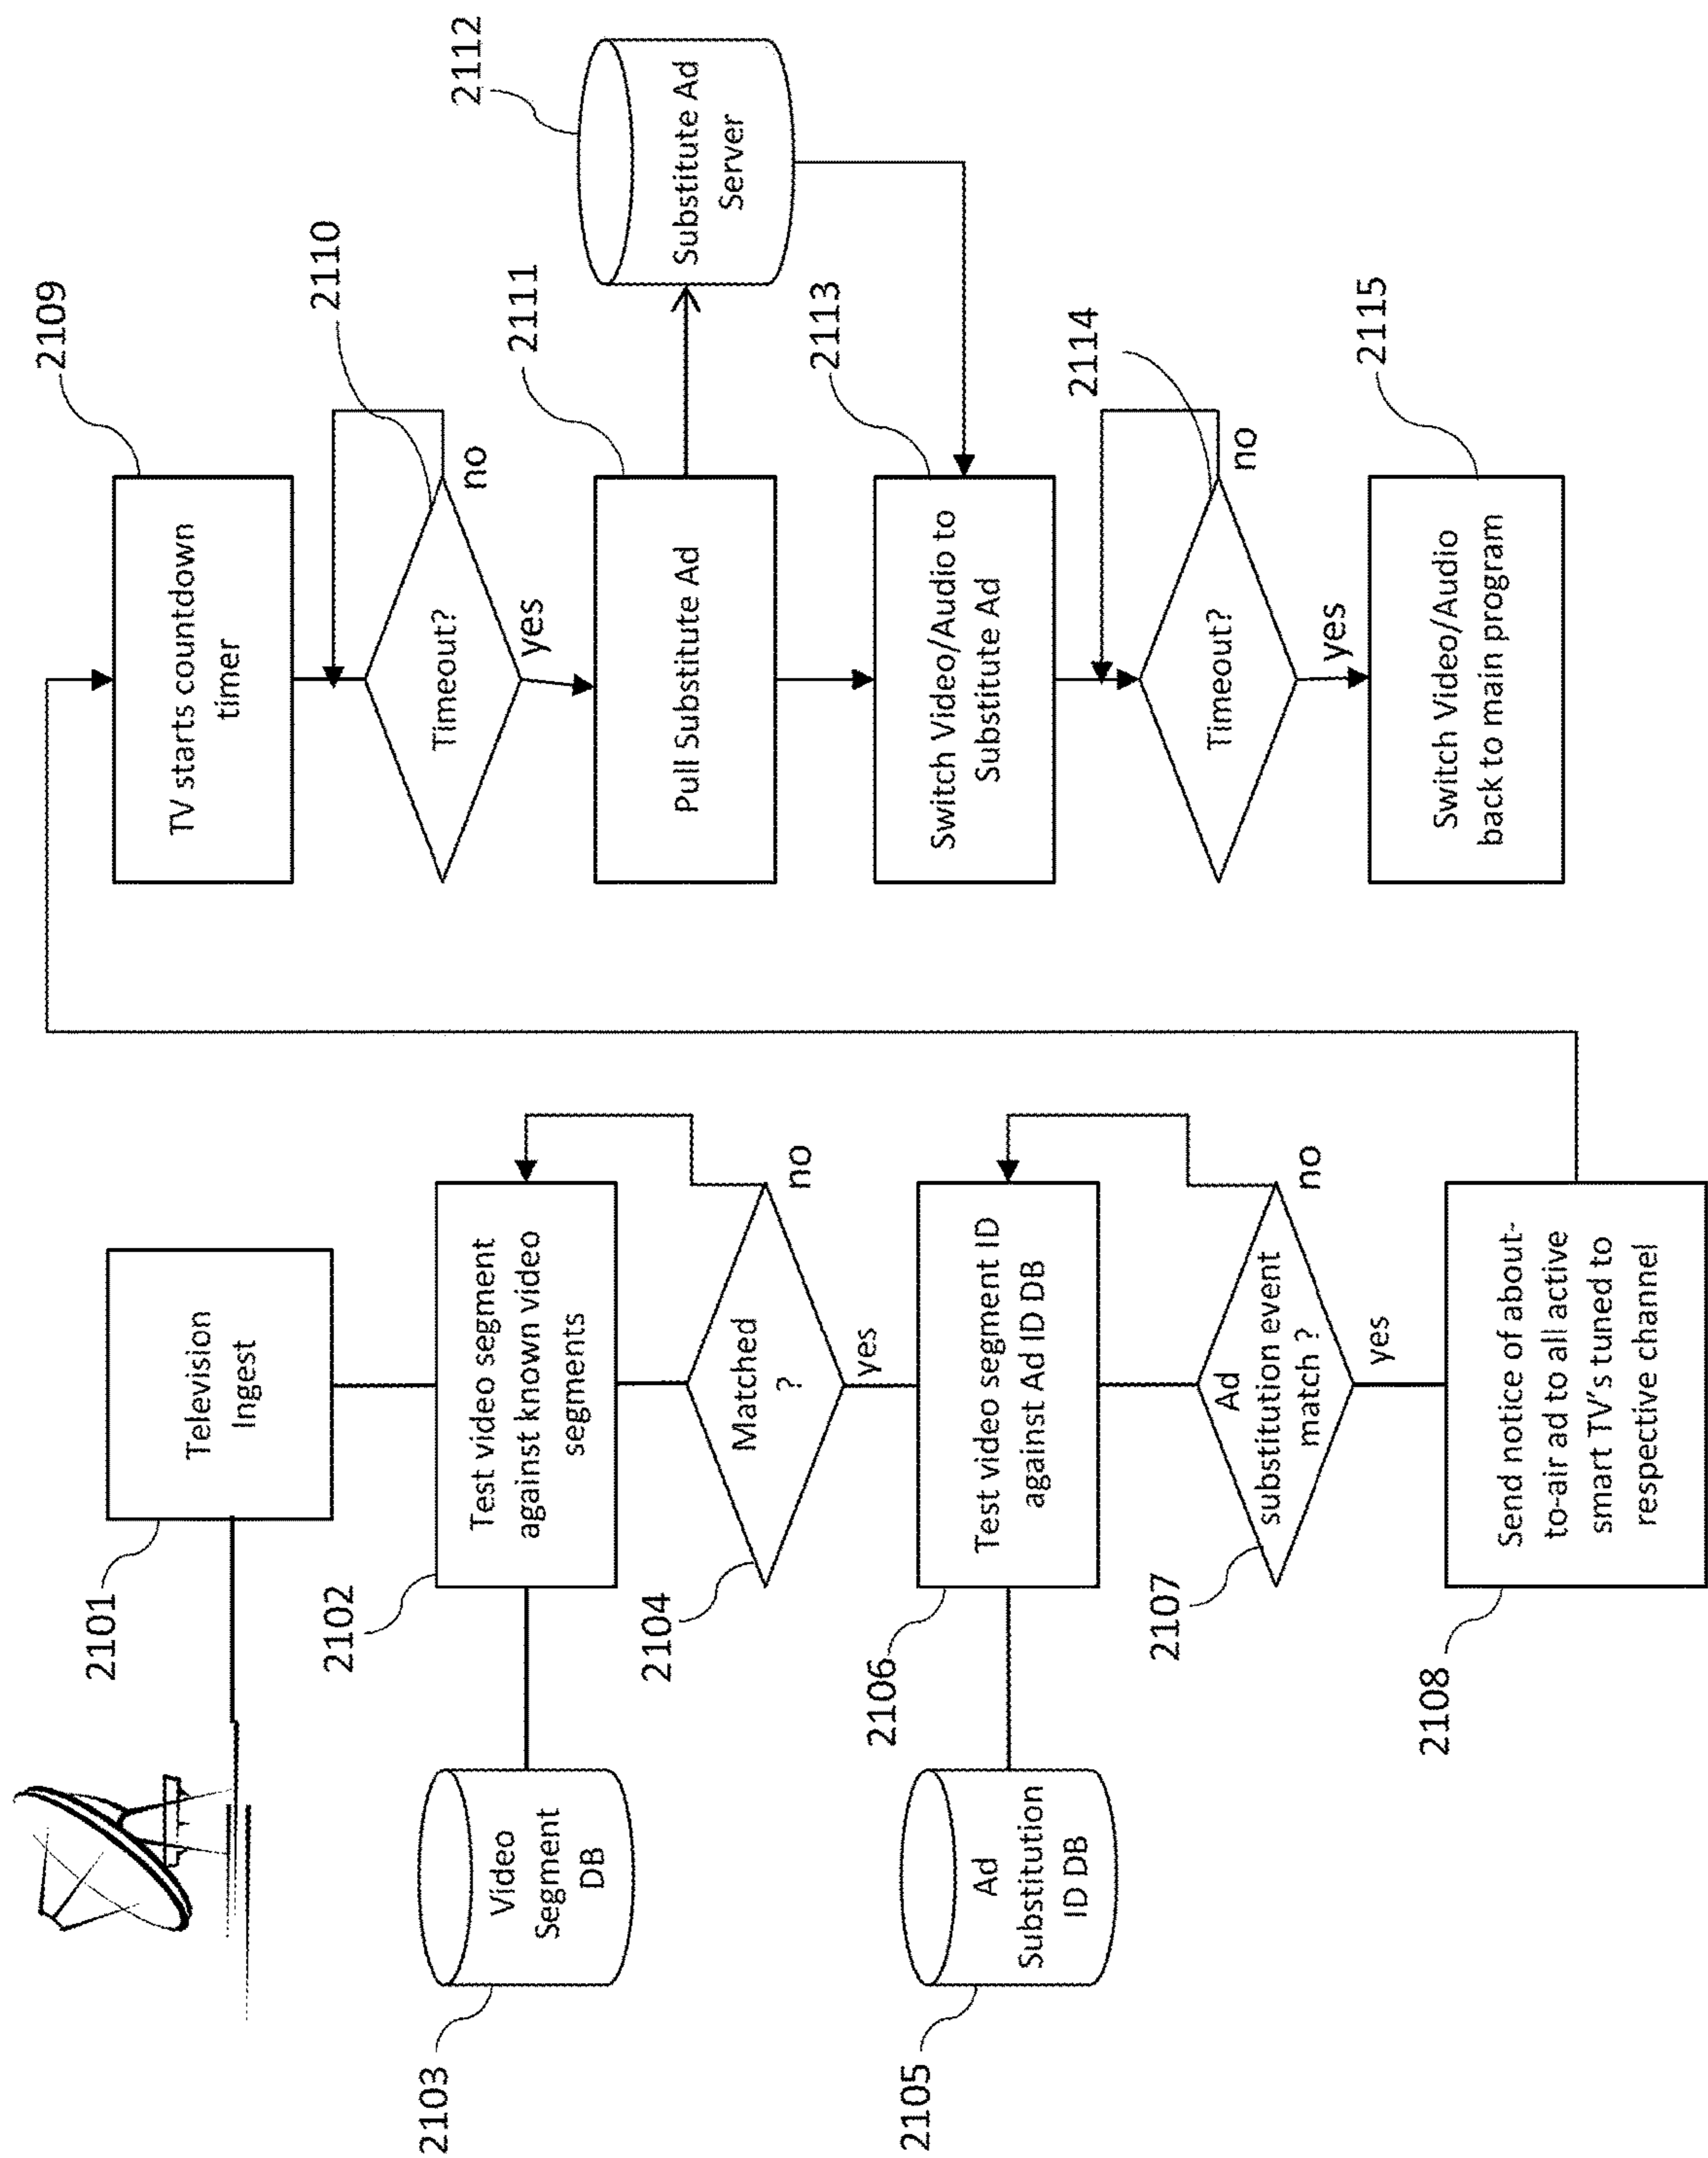 2101
Television
Ingest
2102
Test video segment
against known video
segments
2103
Video
Segment
DB
2104
Matched
?
no
yes
2105
Ad
Substitution
ID DB
2106
Test video segment ID
against Ad ID DB
2107
Ad
substitution event
match ?
no
yes
2108
Send notice of about-
to-air ad to all active
smart TV's tuned to
respective channel
2109
TV starts countdown
timer
2110
Timeout?
no
yes
2111
Pull Substitute Ad
2112
Substitute Ad
Server
2113
Switch Video/Audio to
Substitute Ad
2114
Timeout?
no
yes
2115
Switch Video/Audio
back to main program